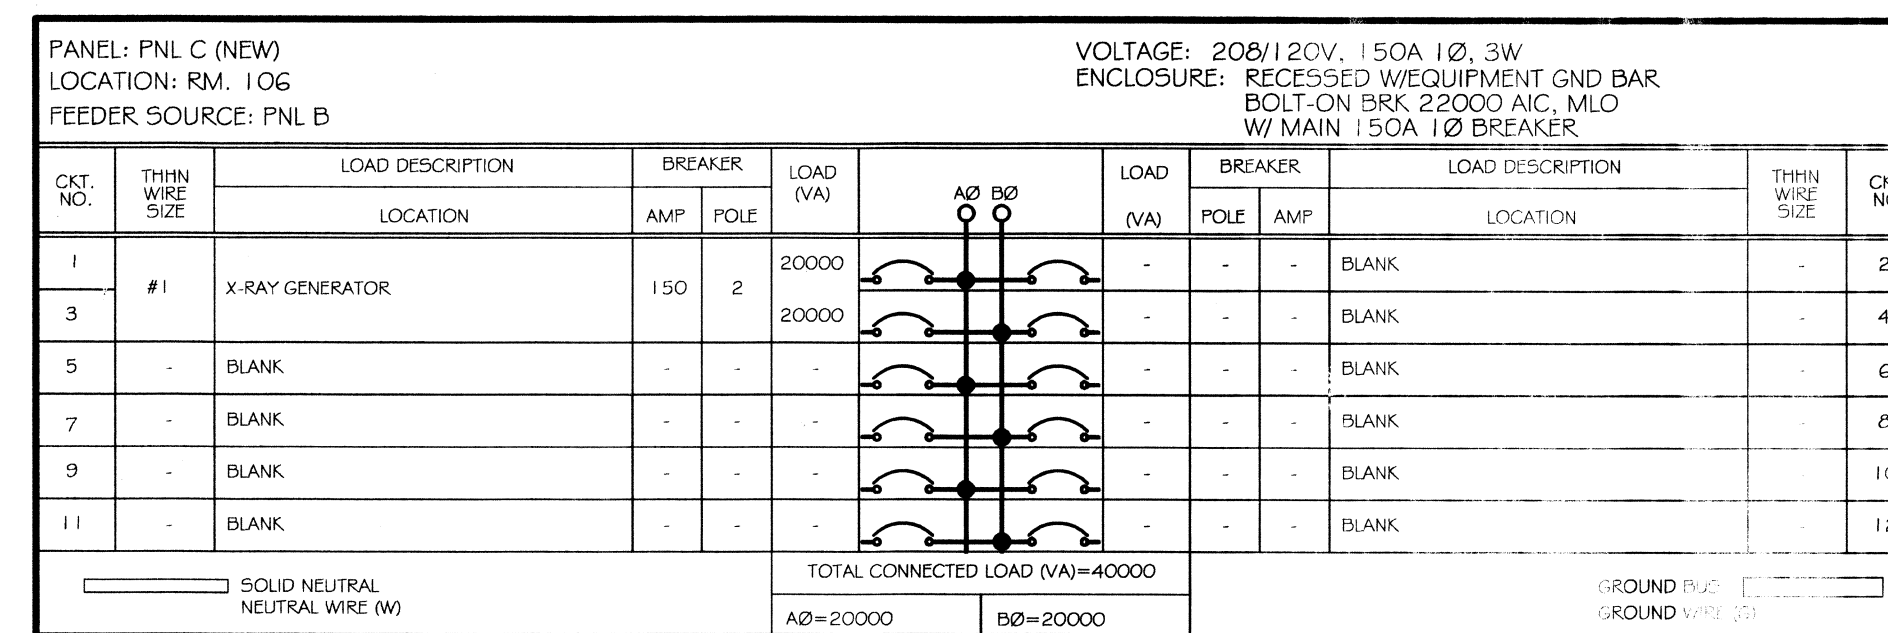 PANEL: PNL C (NEW)
LOCATION: RM. 106
FEEDER SOURCE: PNL B
VOLTAGE: 208/120V, 150A 1Ø, 3W
ENCLOSURE: RECESSED W/EQUIPMENT GND BAR
BOLT-ON BRK 22000 AIC, MLO
W/ MAIN 150A 1Ø BREAKER
CKT. NO. THHN WIRE SIZE LOAD DESCRIPTION BREAKER LOAD (VA) AØ BØ LOAD (VA) BREAKER LOAD DESCRIPTION THHN WIRE SIZE
LOCATION AMP POLE POLE AMP LOCATION
1 #1 X-RAY GENERATOR 150 2 20000 - - - BLANK - 2
3 20000 - - - BLANK 4
5 - BLANK - - - - - - BLANK - 6
7 - BLANK - - - - - - BLANK - 8
9 - BLANK - - - - - - BLANK 10
11 - BLANK - - - - - - BLANK - 12
SOLID NEUTRAL
NEUTRAL WIRE (W)
TOTAL CONNECTED LOAD (VA)=40000
AØ=20000 BØ=20000
GROUND BUS
GROUND WIRE (G)